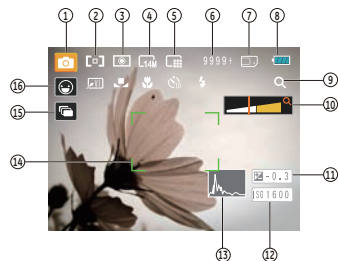 ① ② ③ ④ ⑤ ⑥ ⑦ ⑧
14M 9999+
⑯ ⑨
⑩
⑮
⑭
-0.3 ⑪
ISO1600
⑬ ⑫